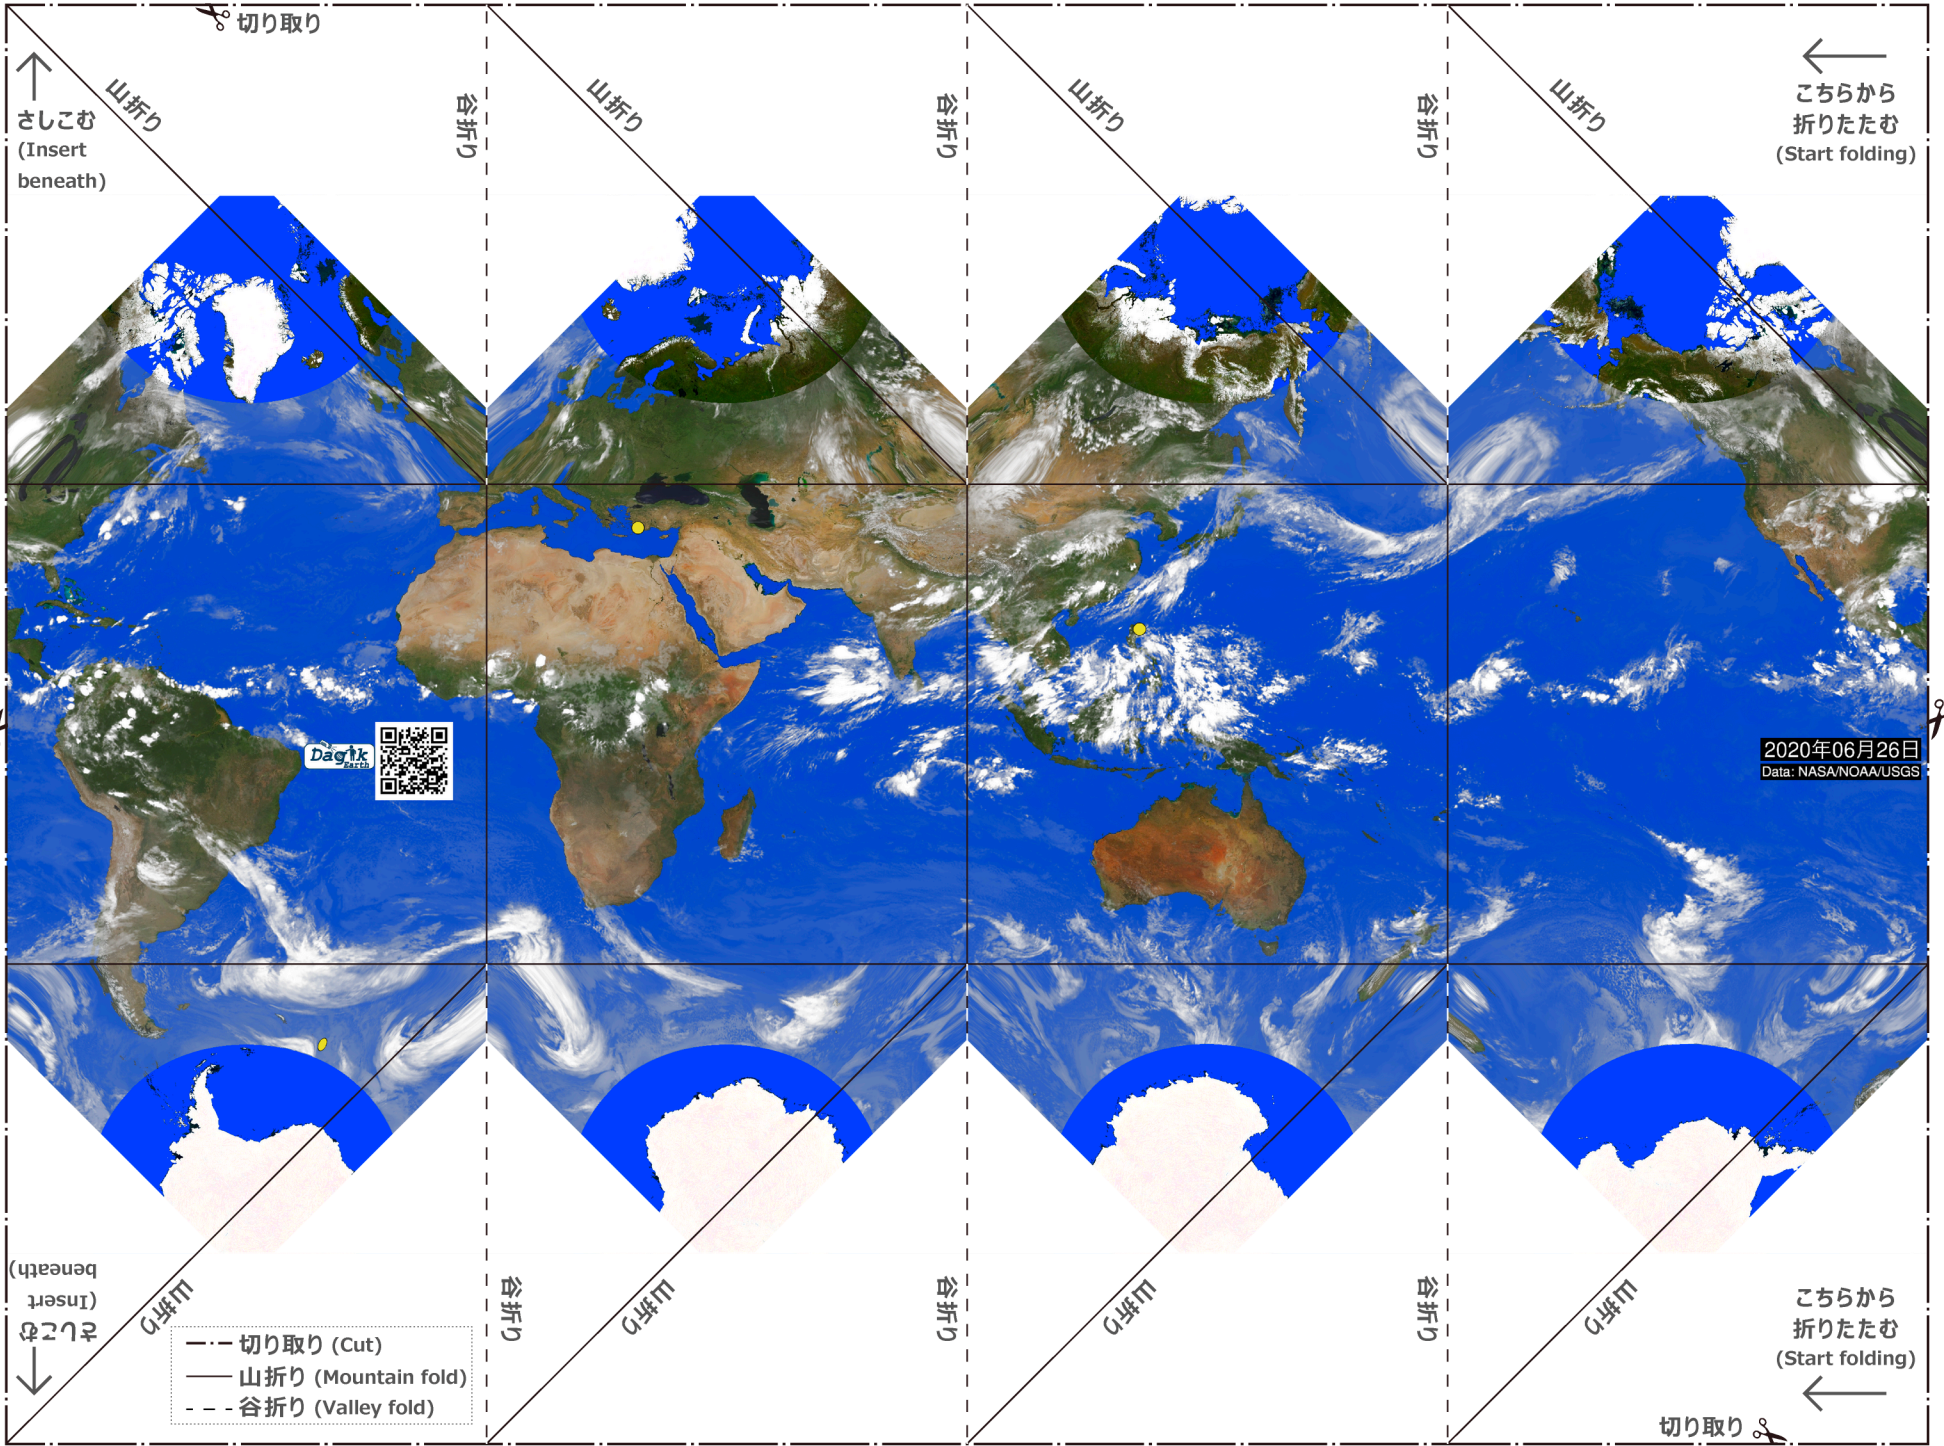 切り取り
さしこむ
(Insert
beneath)
山折り
谷折り
山折り
谷折り
山折り
谷折り
山折り
こちらから
折りたたむ
(Start folding)
Dagik
Earth
2020年06月26日
Data: NASA/NOAA/USGS
さしこむ
(Insert
beneath)
山折り
谷折り
山折り
谷折り
山折り
谷折り
山折り
こちらから
折りたたむ
(Start folding)
切り取り (Cut)
山折り (Mountain fold)
谷折り (Valley fold)
切り取り